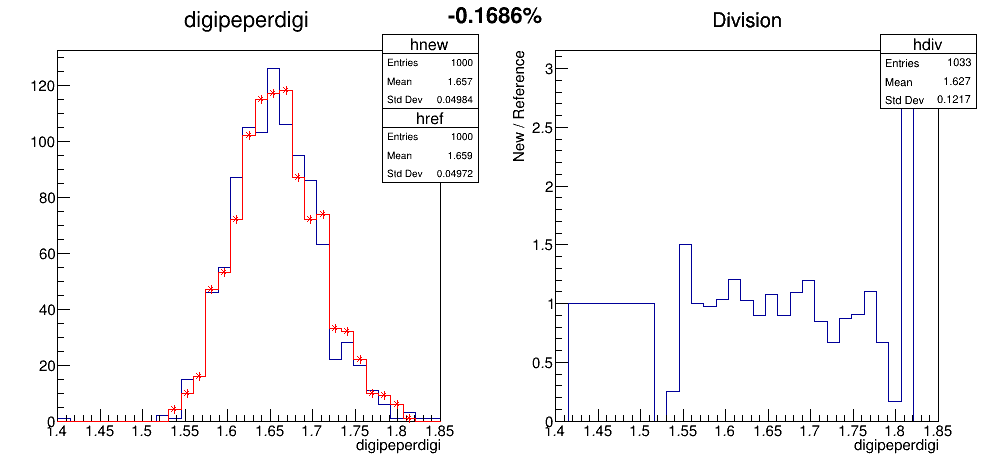 -0.1686%
digipeperdigi
hnew
Entries 1000
Mean 1.657
Std Dev 0.04984
href
Entries 1000
Mean 1.659
Std Dev 0.04972
120
100
80
60
40
20
0
1.4 1.45 1.5 1.55 1.6 1.65 1.7 1.75 1.8 1.85
digipeperdigi
Division
hdiv
Entries 1033
Mean 1.627
Std Dev 0.1217
New / Reference
3
2.5
2
1.5
1
0.5
0
1.4 1.45 1.5 1.55 1.6 1.65 1.7 1.75 1.8 1.85
digipeperdigi